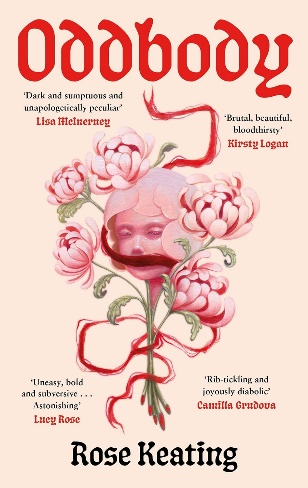 Oddbody
‘Dark and sumptuous and
unapologetically peculiar’
Lisa McInerney
‘Brutal, beautiful,
bloodthirsty’
Kirsty Logan
‘Uneasy, bold
and subversive . . .
Astonishing’
Lucy Rose
‘Rib-tickling and
joyously diabolic’
Camilla Grudova
Rose Keating